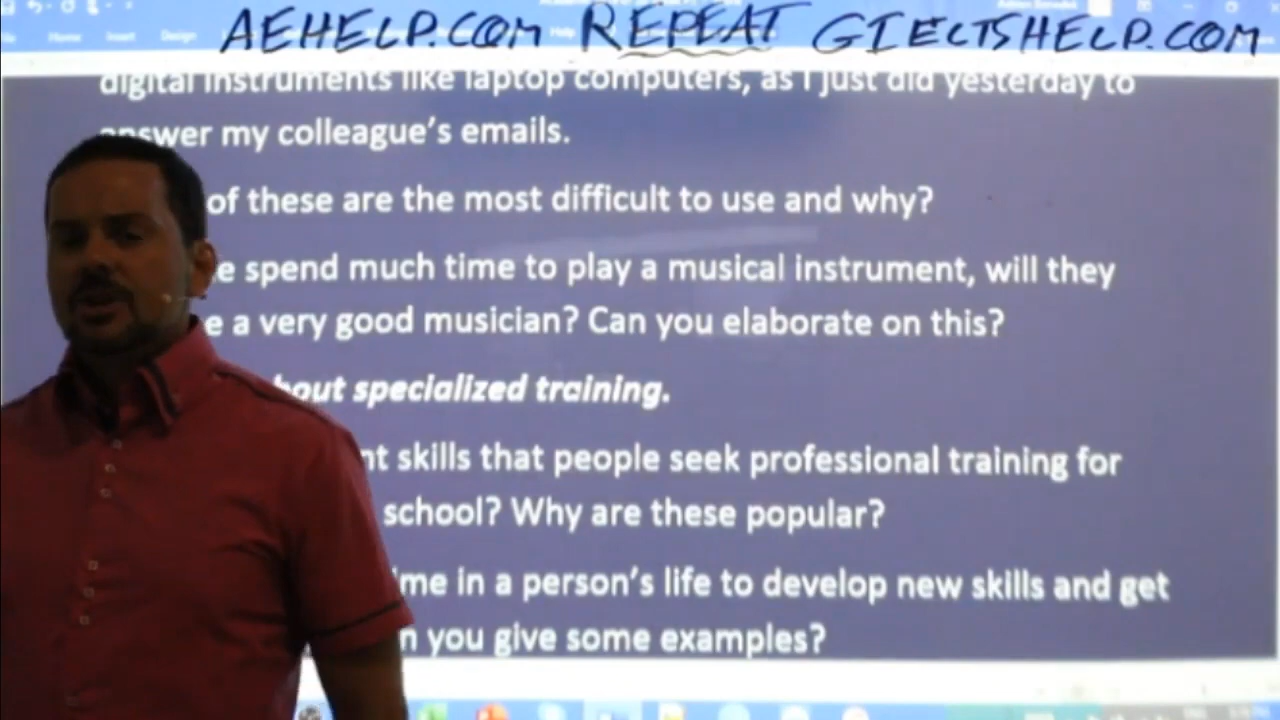 AEHELP.COM REPEAT GIELTSHELP.COM
Home Insert Design
digital instruments like laptop computers, as I just did yesterday to
answer my colleague's emails.
of these are the most difficult to use and why?
spend much time to play a musical instrument, will they
a very good musician? Can you elaborate on this?
specialized training.
skills that people seek professional training for
school? Why are these popular?
in a person's life to develop new skills and get
you give some examples?